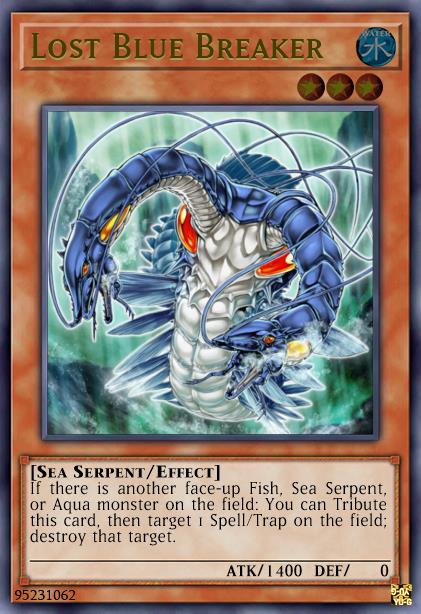 Lost Blue Breaker
WATER
水
[Sea Serpent/Effect]
If there is another face-up Fish, Sea Serpent,
or Aqua monster on the field: You can Tribute
this card, then target 1 Spell/Trap on the field;
destroy that target.
ATK/1400 DEF/ 0
95231062